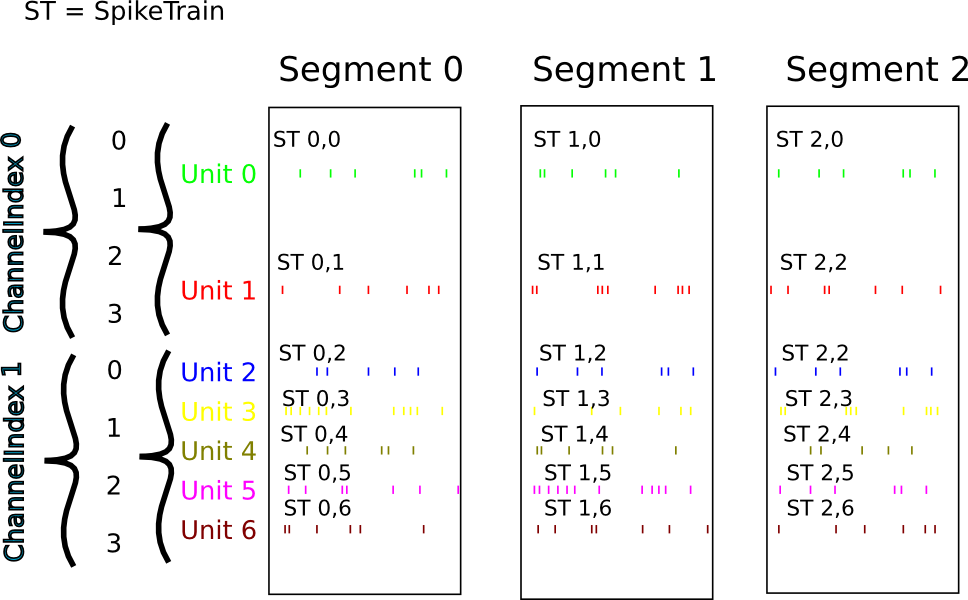 ST = SpikeTrain
Segment 0 Segment 1 Segment 2
ChannelIndex 0
0
1
2
3
Unit 0
Unit 1
ST 0,0 ST 1,0 ST 2,0
ST 0,1 ST 1,1 ST 2,2
ChannelIndex 1
0
1
2
3
Unit 2
Unit 3
Unit 4
Unit 5
Unit 6
ST 0,2 ST 1,2 ST 2,2
ST 0,3 ST 1,3 ST 2,3
ST 0,4 ST 1,4 ST 2,4
ST 0,5 ST 1,5 ST 2,5
ST 0,6 ST 1,6 ST 2,6